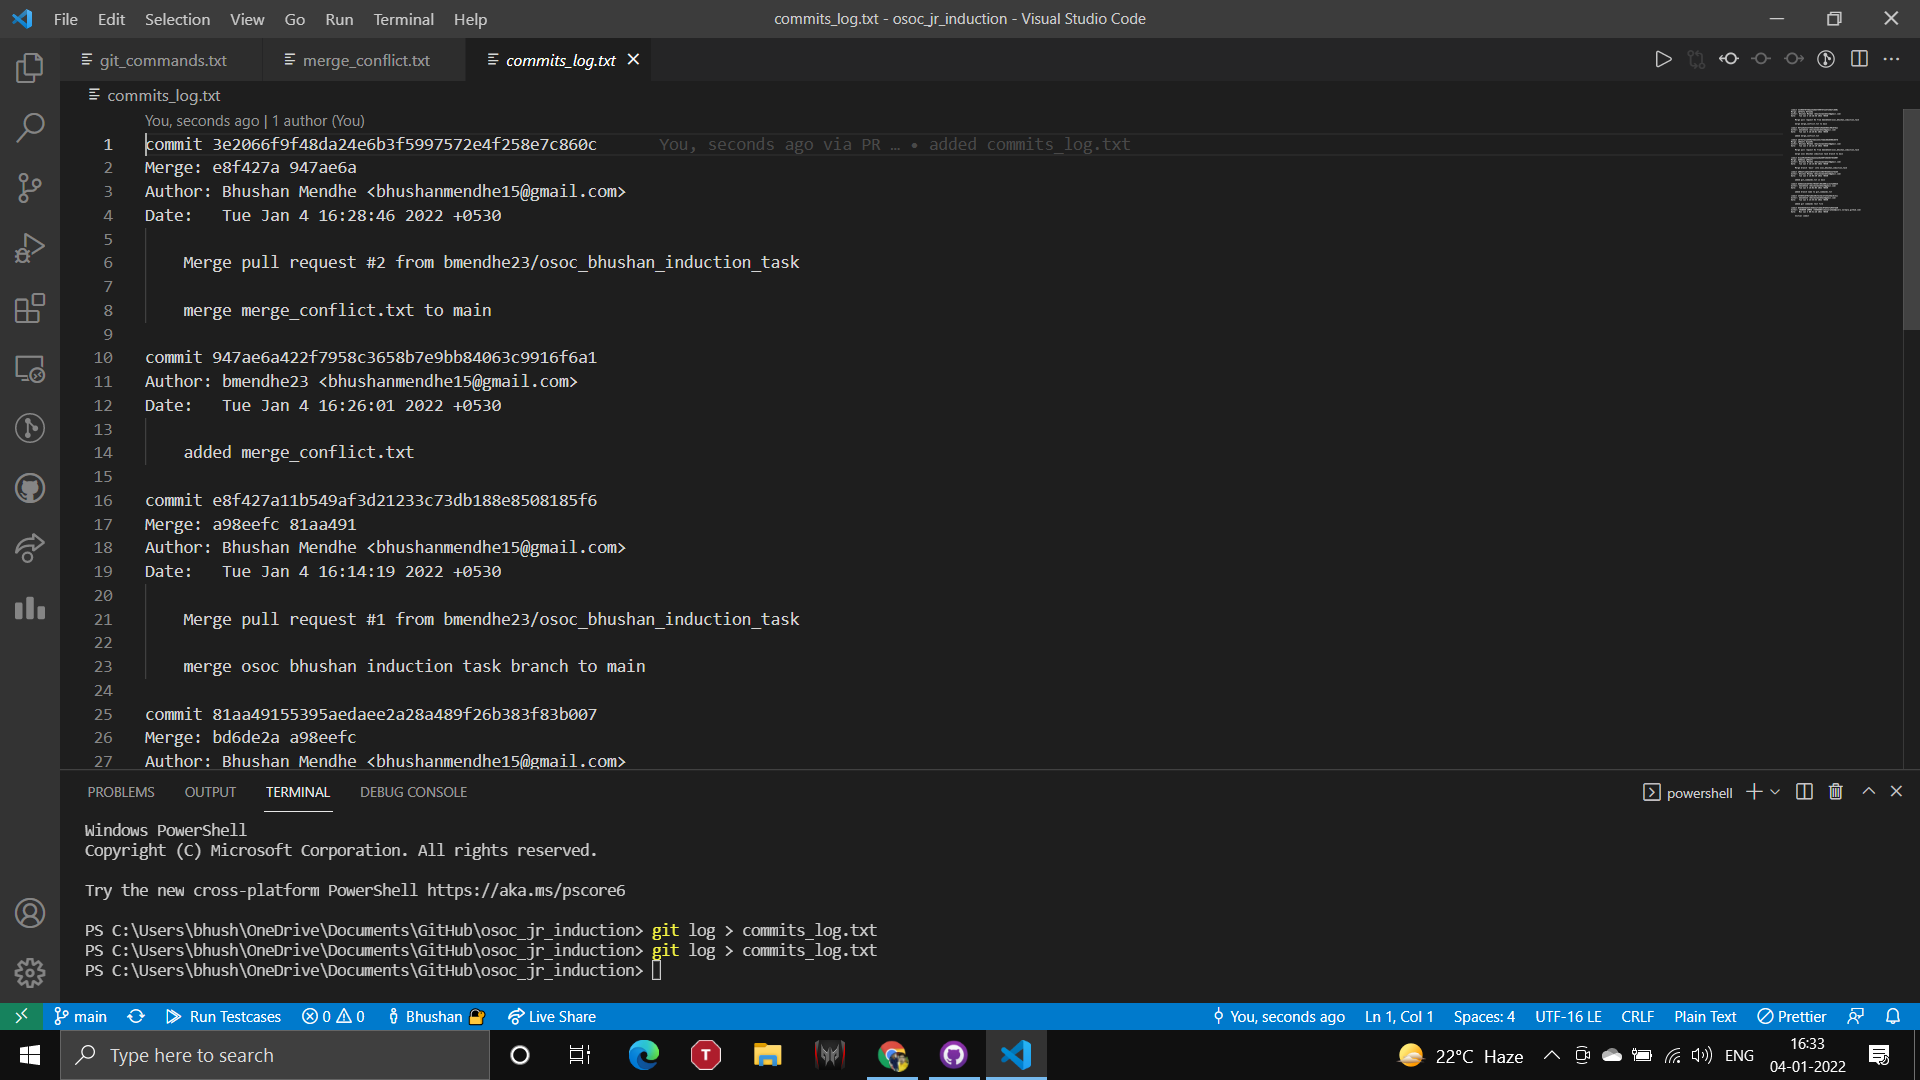 File Edit Selection View Go Run Terminal Help
commits_log.txt - osoc_jr_induction - Visual Studio Code
git_commands.txt
merge_conflict.txt
commits_log.txt
commits_log.txt
You, seconds ago | 1 author (You)
1 commit 3e2066f9f48da24e6b3f5997572e4f258e7c860c You, seconds ago via PR … • added commits_log.txt
2 Merge: e8f427a 947ae6a
3 Author: Bhushan Mendhe <bhushanmendhe15@gmail.com>
4 Date:   Tue Jan 4 16:28:46 2022 +0530
5
6 Merge pull request #2 from bmendhe23/osoc_bhushan_induction_task
7
8 merge merge_conflict.txt to main
9
10 commit 947ae6a422f7958c3658b7e9bb84063c9916f6a1
11 Author: bmendhe23 <bhushanmendhe15@gmail.com>
12 Date:   Tue Jan 4 16:26:01 2022 +0530
13
14 added merge_conflict.txt
15
16 commit e8f427a11b549af3d21233c73db188e8508185f6
17 Merge: a98eefc 81aa491
18 Author: Bhushan Mendhe <bhushanmendhe15@gmail.com>
19 Date:   Tue Jan 4 16:14:19 2022 +0530
20
21 Merge pull request #1 from bmendhe23/osoc_bhushan_induction_task
22
23 merge osoc bhushan induction task branch to main
24
25 commit 81aa49155395aedaee2a28a489f26b383f83b007
26 Merge: bd6de2a a98eefc
27 Author: Bhushan Mendhe <bhushanmendhe15@gmail.com>
PROBLEMS OUTPUT TERMINAL DEBUG CONSOLE
powershell
Windows PowerShell
Copyright (C) Microsoft Corporation. All rights reserved.
Try the new cross-platform PowerShell https://aka.ms/pscore6
PS C:\Users\bhush\OneDrive\Documents\GitHub\osoc_jr_induction> git log > commits_log.txt
PS C:\Users\bhush\OneDrive\Documents\GitHub\osoc_jr_induction> git log > commits_log.txt
PS C:\Users\bhush\OneDrive\Documents\GitHub\osoc_jr_induction>
main Run Testcases 0 0 Bhushan Live Share You, seconds ago Ln 1, Col 1 Spaces: 4 UTF-16 LE CRLF Plain Text Prettier
Type here to search
T
22°C Haze
ENG
16:33
04-01-2022